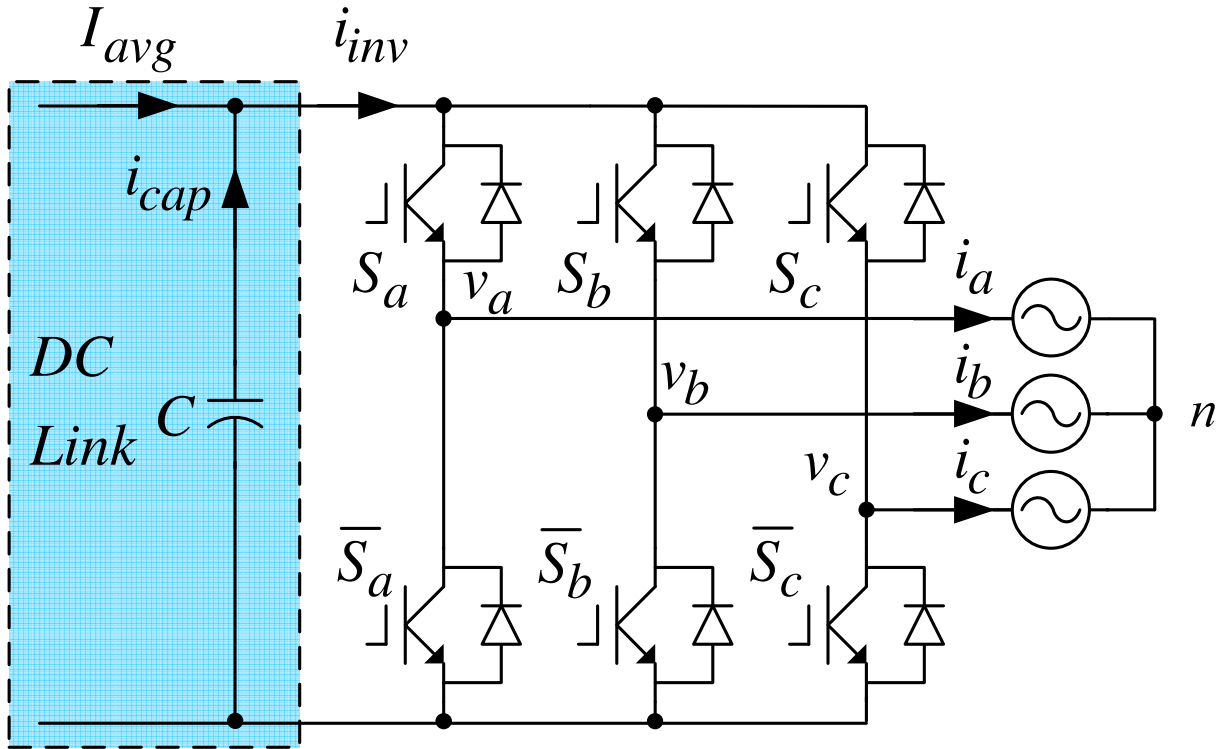 I_avg i_inv
i_cap
S_a v_a S_b S_c i_a
DC v_b i_b n
C
Link v_c i_c
S̅_a S̅_b S̅_c